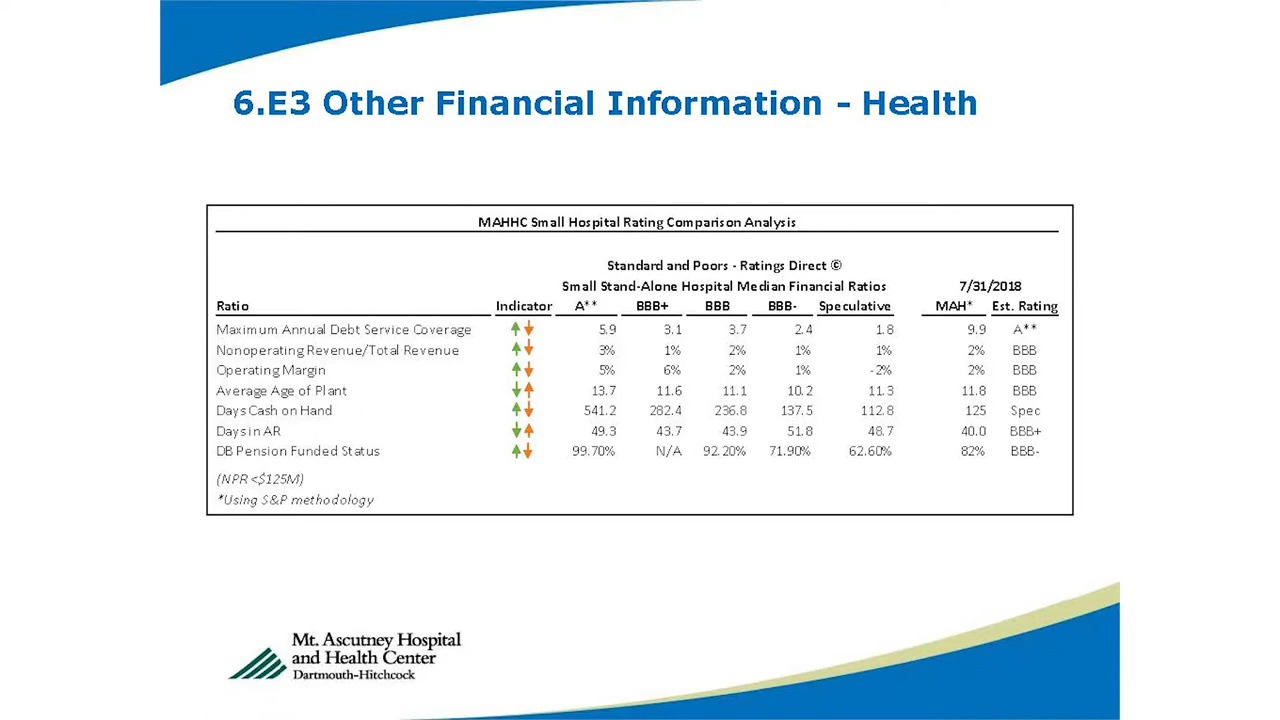 6.E3 Other Financial Information - Health
MAHHC Small Hospital Rating Comparison Analysis
Standard and Poors - Ratings Direct ©
Small Stand-Alone Hospital Median Financial Ratios 7/31/2018
Ratio Indicator A** BBB+ BBB BBB- Speculative MAH* Est. Rating
Maximum Annual Debt Service Coverage 5.9 3.1 3.7 2.4 1.8 9.9 A**
Nonoperating Revenue/Total Revenue 3% 1% 2% 1% 1% 2% BBB
Operating Margin 5% 6% 2% 1% -2% 2% BBB
Average Age of Plant 13.7 11.6 11.1 10.2 11.3 11.8 BBB
Days Cash on Hand 541.2 282.4 236.8 137.5 112.8 125 Spec
Days in AR 49.3 43.7 43.9 51.8 48.7 40.0 BBB+
DB Pension Funded Status 99.70% N/A 92.20% 71.90% 62.60% 82% BBB-
(NPR <$125M)
*Using S&P methodology
Mt. Ascutney Hospital
and Health Center
Dartmouth-Hitchcock